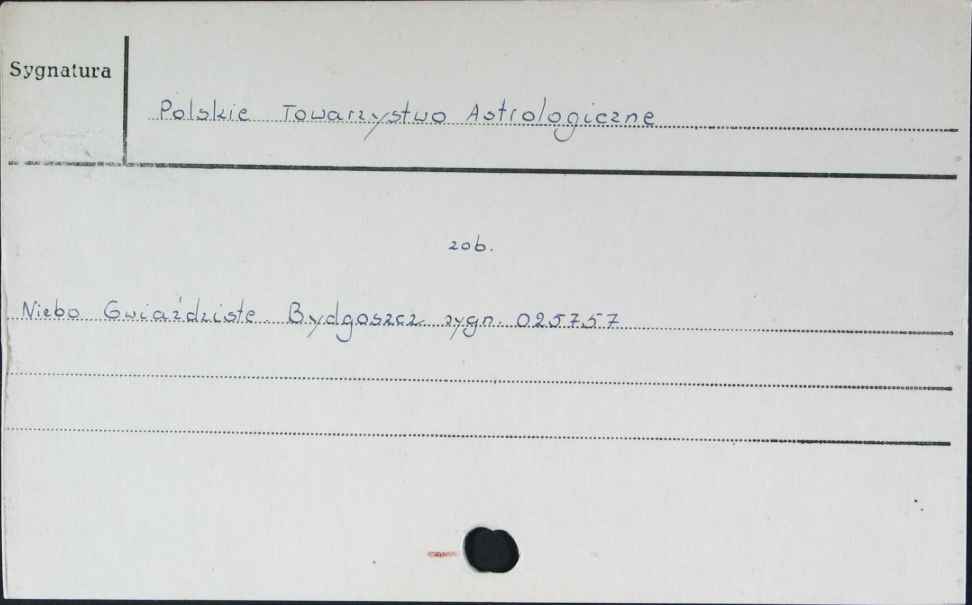 Sygnatura
Polskie Towarzystwo Astrologiczne
zob.
Niebo Gwiaździste. Bydgoszcz sygn. 025757